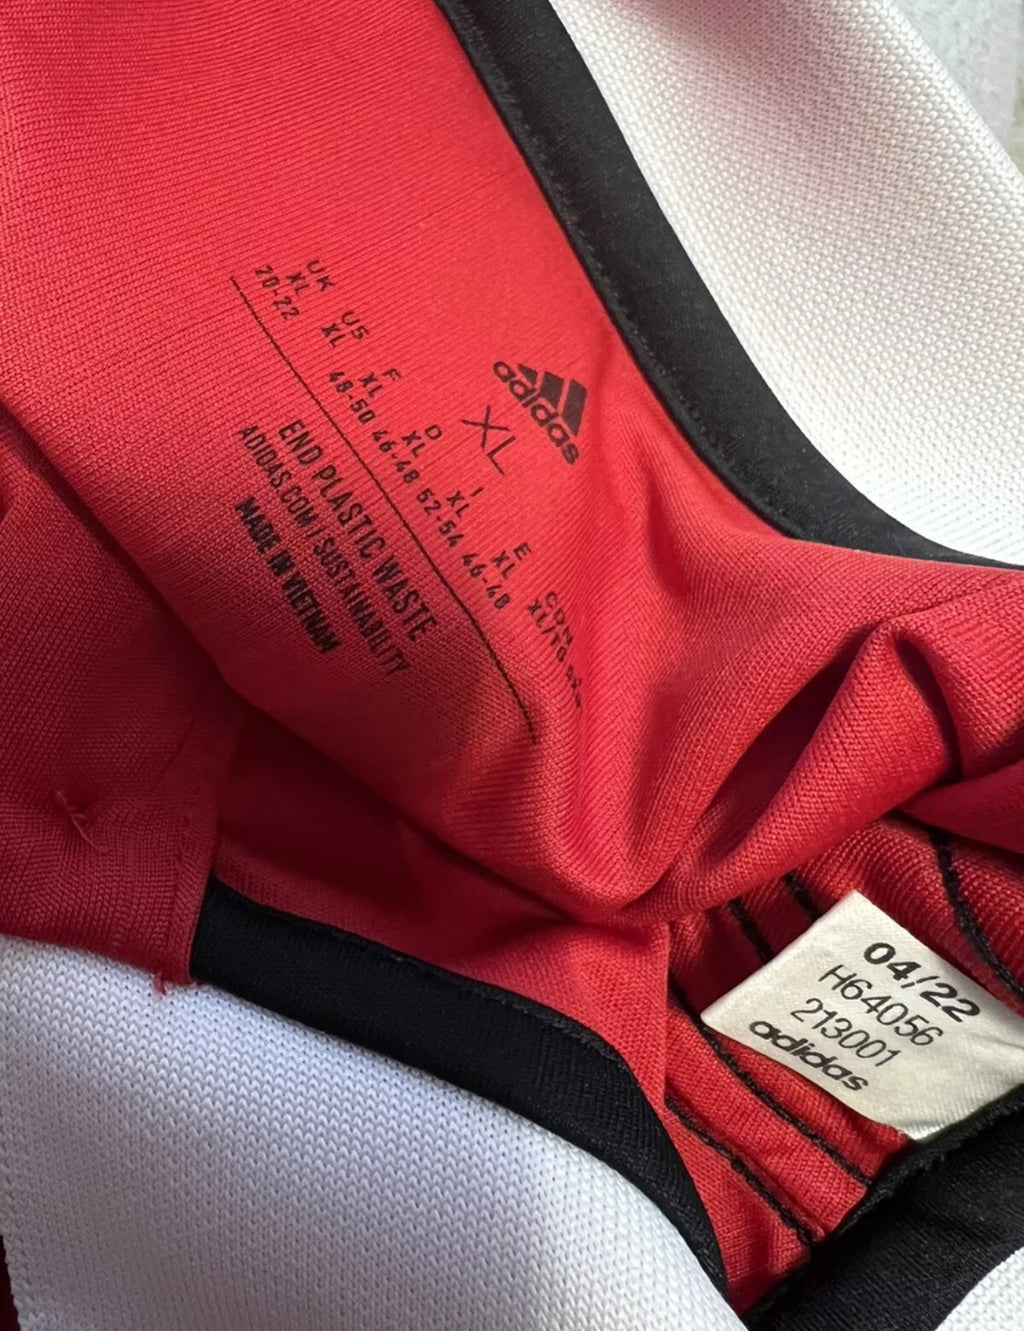 adidas
XL
UK US F D I E
XL XL XL XL XL XL
20-22 48-50 46-48 52-54 46-48
END PLASTIC WASTE
ADIDAS.COM / SUSTAINABILITY
MADE IN VIETNAM
04/22
H64056
213001
adidas